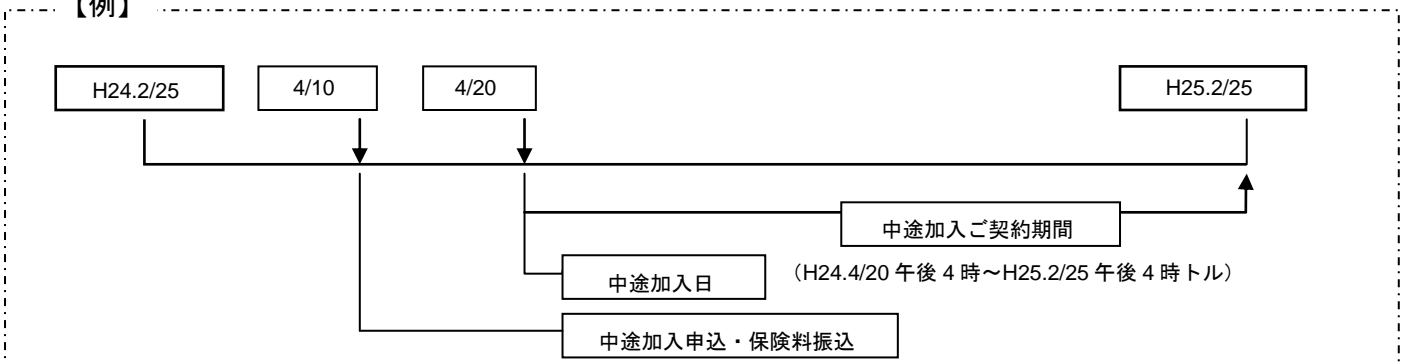 【例】
H24.2/25
4/10
4/20
H25.2/25
中途加入ご契約期間
中途加入日
（H24.4/20 午後 4 時～H25.2/25 午後 4 時トル）
中途加入申込・保険料振込